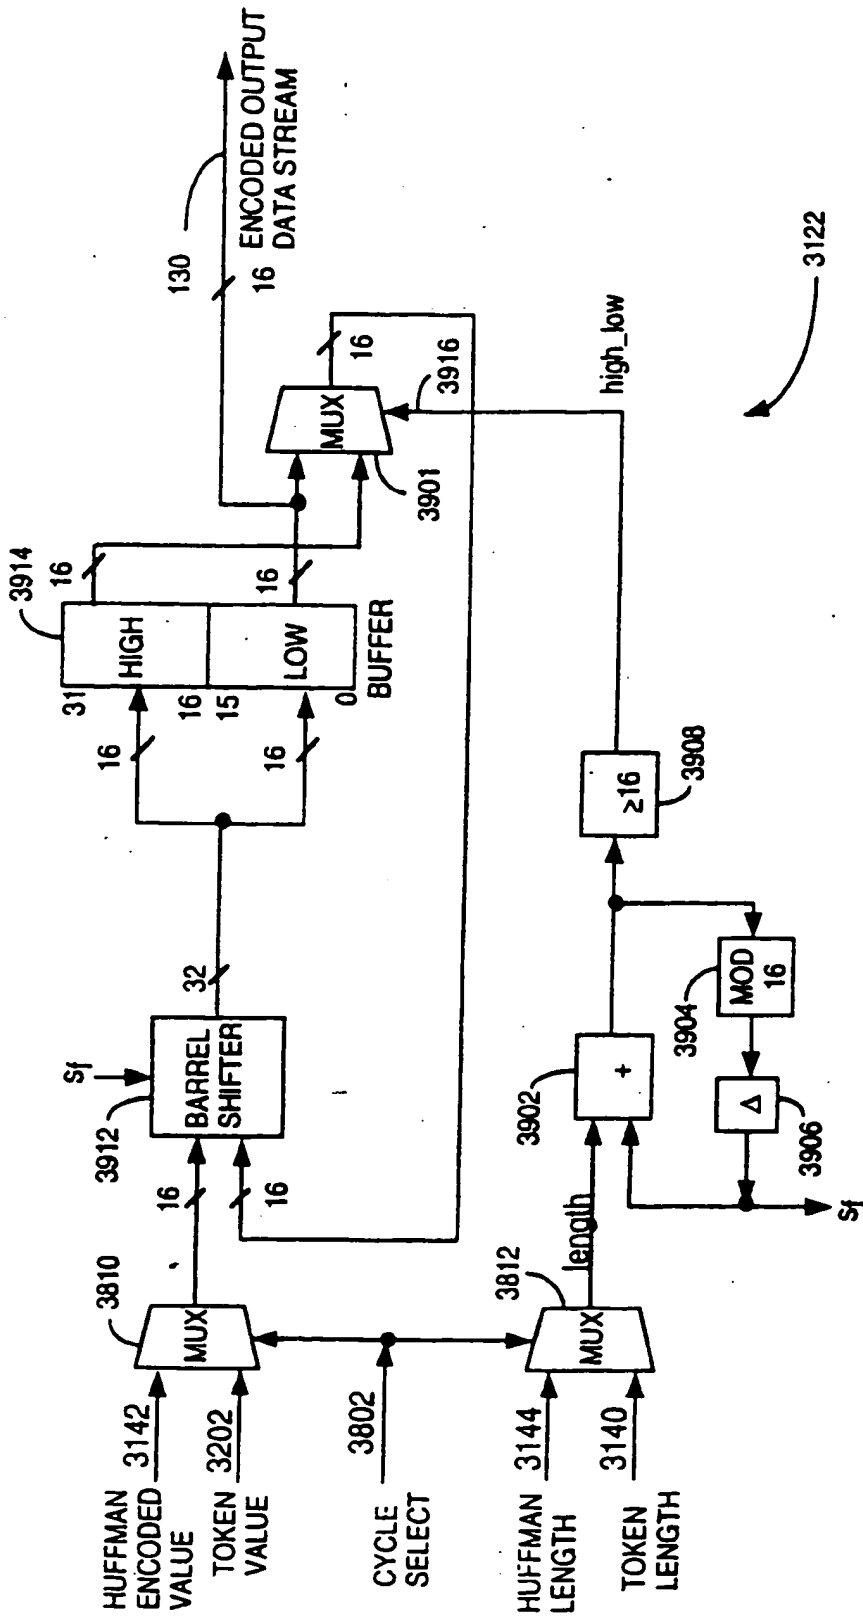 HUFFMAN
ENCODED
VALUE
3142
TOKEN
VALUE
3202
MUX
3810
16
16
BARREL
SHIFTER
3912
Sf
32
16
16
31
HIGH
16
15
LOW
0
BUFFER
3914
16
16
MUX
3901
16
3916
130
16
ENCODED OUTPUT
DATA STREAM
CYCLE
SELECT
3802
HUFFMAN
LENGTH
3144
TOKEN
LENGTH
3140
MUX
3812
length
+
3902
MOD
16
3904
Δ
3906
Sf
≥16
3908
high_low
3122